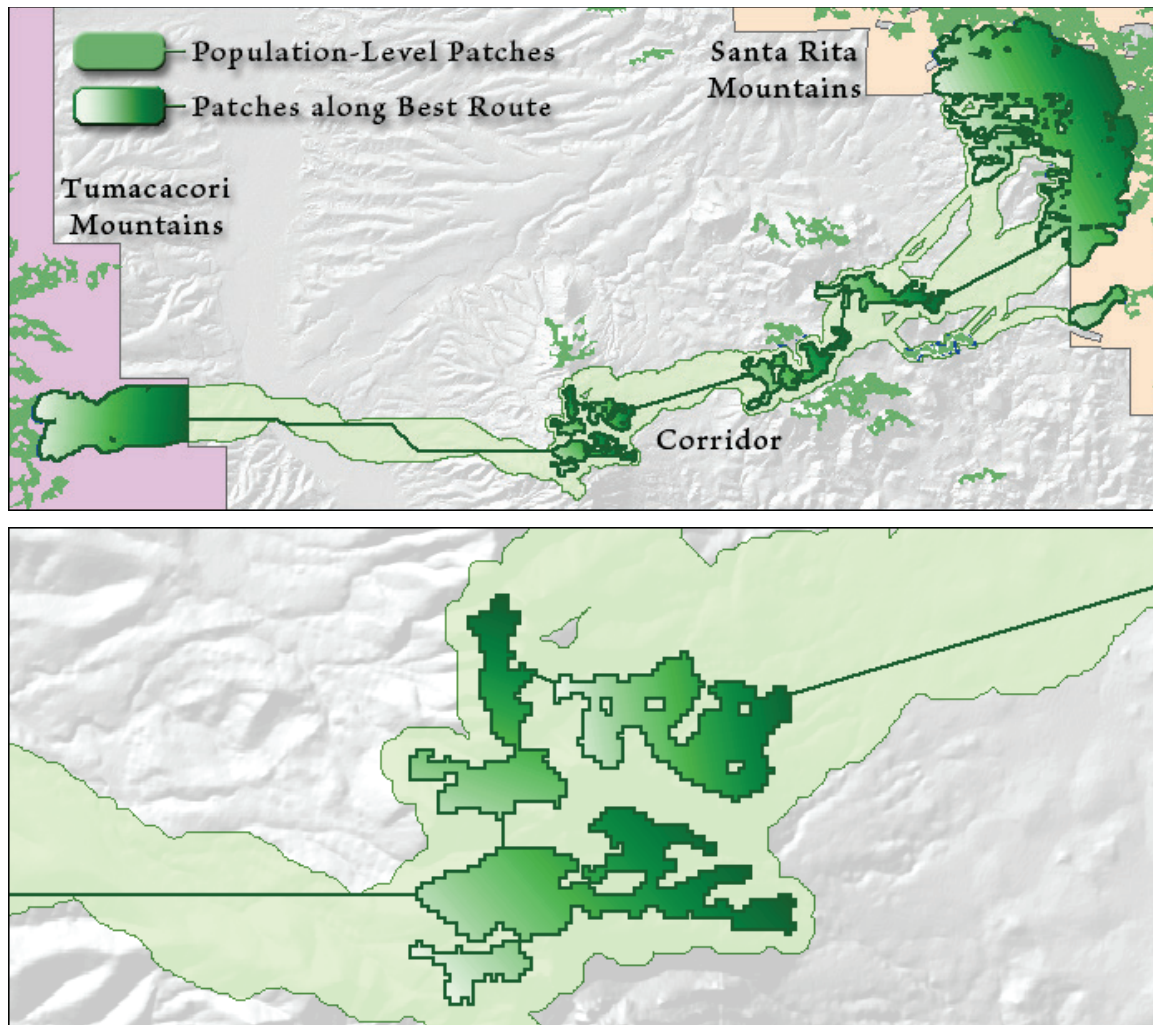 Population-Level Patches
Patches along Best Route
Santa Rita
Mountains
Tumacacori
Mountains
Corridor